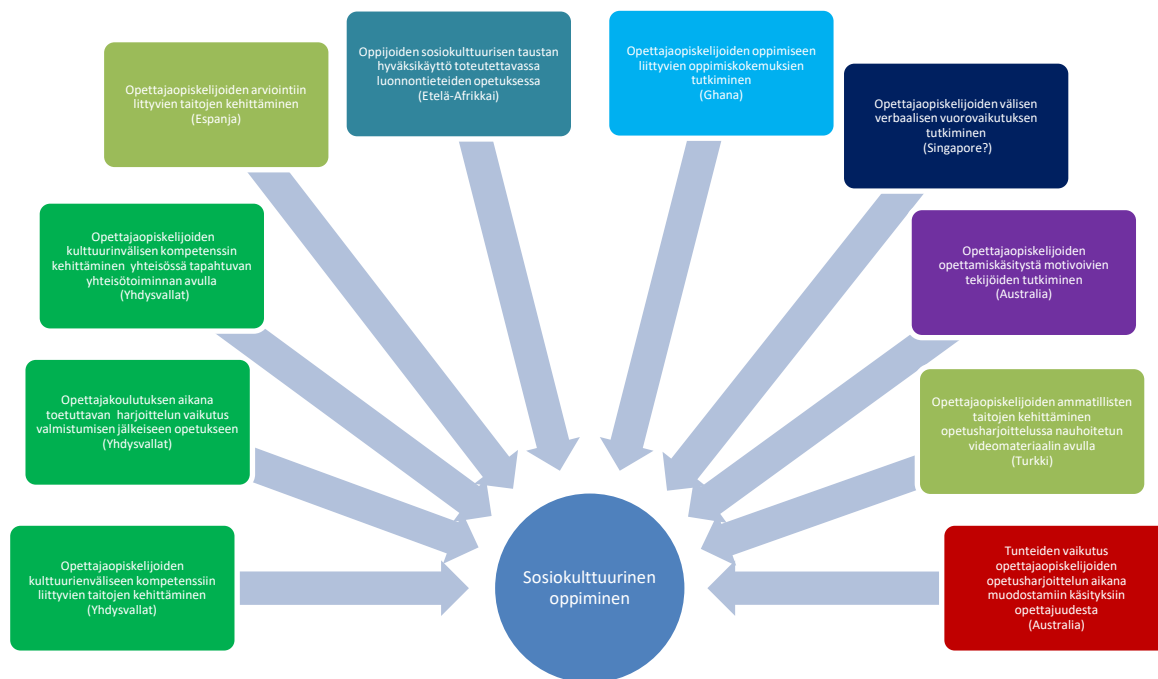 Opettajaopiskelijoiden arviointiin
liittyvien taitojen kehittäminen
(Espanja)
Oppijoiden sosiokulttuurisen taustan
hyväksikäyttö toteutettavassa
luonnontieteiden opetuksessa
(Etelä-Afrikkai)
Opettajaopiskelijoiden oppimiseen
liittyvien oppimiskokemuksien
tutkiminen
(Ghana)
Opettajaopiskelijoiden välisen
verbaalisen vuorovaikutuksen
tutkiminen
(Singapore?)
Opettajaopiskelijoiden
kulttuurinvälisen kompetenssin
kehittäminen yhteisössä tapahtuvan
yhteisötoiminnan avulla
(Yhdysvallat)
Opettajaopiskelijoiden
opettamiskäsitystä motivoivien
tekijöiden tutkiminen
(Australia)
Opettajakoulutuksen aikana
toetuttavan harjoittelun vaikutus
valmistumisen jälkeiseen opetukseen
(Yhdysvallat)
Opettajaopiskelijoiden ammatillisten
taitojen kehittäminen
opetusharjoittelussa nauhoitetun
videomateriaalin avulla
(Turkki)
Opettajaopiskelijoiden
kulttuurienväliseen kompetenssiin
liittyvien taitojen kehittäminen
(Yhdysvallat)
Sosiokulttuurinen
oppiminen
Tunteiden vaikutus
opettajaopiskelijoiden
opetusharjoittelun aikana
muodostamiin käsityksiin
opettajuudesta
(Australia)